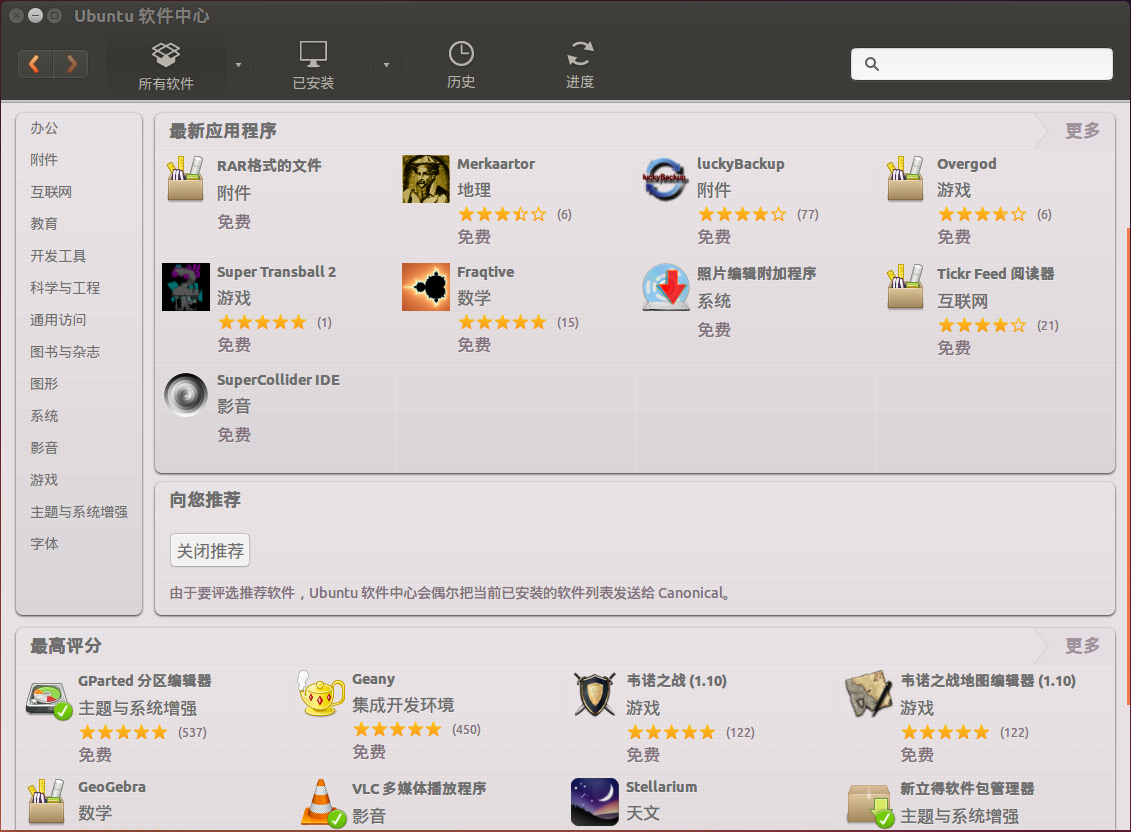 Ubuntu 软件中心
所有软件
已安装
历史
进度
办公
附件
互联网
教育
开发工具
科学与工程
通用访问
图书与杂志
图形
系统
影音
游戏
主题与系统增强
字体
最新应用程序
更多
RAR格式的文件
附件
免费
Merkaartor
地理
(6)
免费
luckyBackup
附件
(77)
免费
Overgod
游戏
(6)
免费
Super Transball 2
游戏
(1)
免费
Fraqtive
数学
(15)
免费
照片编辑附加程序
系统
免费
Tickr Feed 阅读器
互联网
(21)
免费
SuperCollider IDE
影音
免费
向您推荐
关闭推荐
由于要评选推荐软件，Ubuntu 软件中心会偶尔把当前已安装的软件列表发送给 Canonical。
最高评分
更多
GParted 分区编辑器
主题与系统增强
(537)
免费
Geany
集成开发环境
(450)
免费
韦诺之战 (1.10)
游戏
(122)
免费
韦诺之战地图编辑器 (1.10)
游戏
(122)
免费
GeoGebra
数学
VLC 多媒体播放程序
影音
Stellarium
天文
新立得软件包管理器
主题与系统增强
luckyBackup